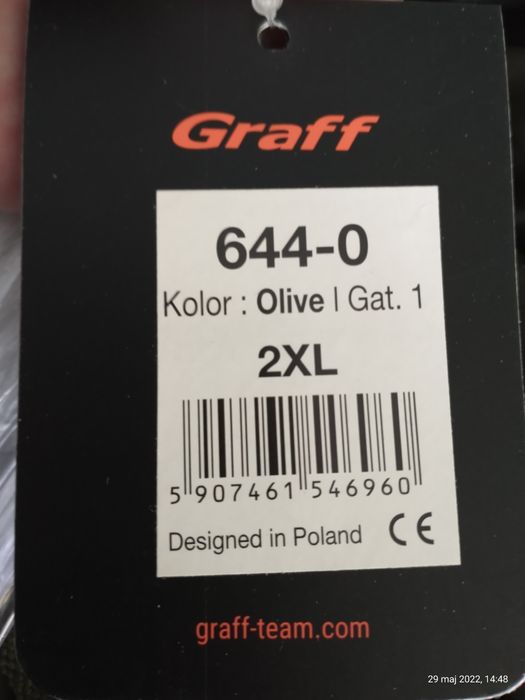 Graff
644-0
Kolor : Olive | Gat. 1
2XL
5 907461 546960
Designed in Poland CE
graff-team.com
29 maj 2022, 14:48